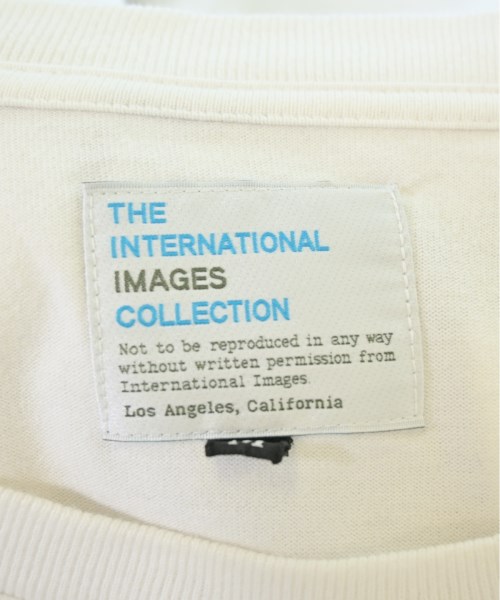 THE
INTERNATIONAL
IMAGES
COLLECTION
Not to be reproduced in any way
without written permission from
International Images.
Los Angeles, California